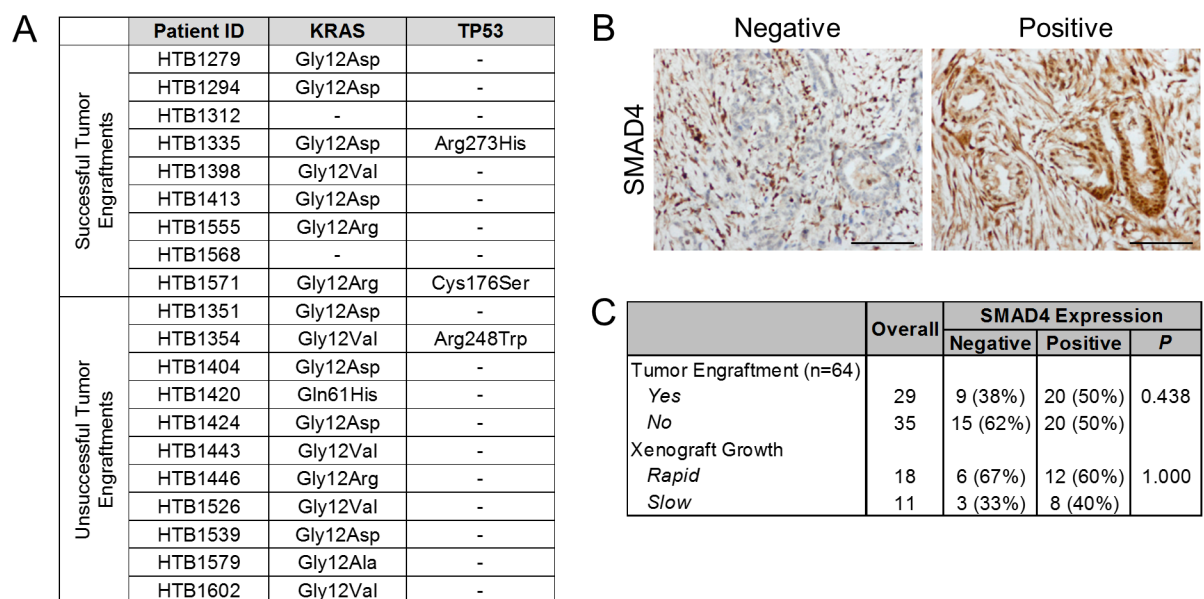 A
Patient ID KRAS TP53
Successful Tumor
Engraftments
HTB1279 Gly12Asp -
HTB1294 Gly12Asp -
HTB1312 - -
HTB1335 Gly12Asp Arg273His
HTB1398 Gly12Val -
HTB1413 Gly12Asp -
HTB1555 Gly12Arg -
HTB1568 - -
HTB1571 Gly12Arg Cys176Ser
Unsuccessful Tumor
Engraftments
HTB1351 Gly12Asp -
HTB1354 Gly12Val Arg248Trp
HTB1404 Gly12Asp -
HTB1420 Gln61His -
HTB1424 Gly12Asp -
HTB1443 Gly12Val -
HTB1446 Gly12Arg -
HTB1526 Gly12Val -
HTB1539 Gly12Asp -
HTB1579 Gly12Ala -
HTB1602 Gly12Val -
B
Negative Positive
SMAD4
C
Overall SMAD4 Expression
Negative Positive P
Tumor Engraftment (n=64)
Yes 29 9 (38%) 20 (50%) 0.438
No 35 15 (62%) 20 (50%)
Xenograft Growth
Rapid 18 6 (67%) 12 (60%) 1.000
Slow 11 3 (33%) 8 (40%)